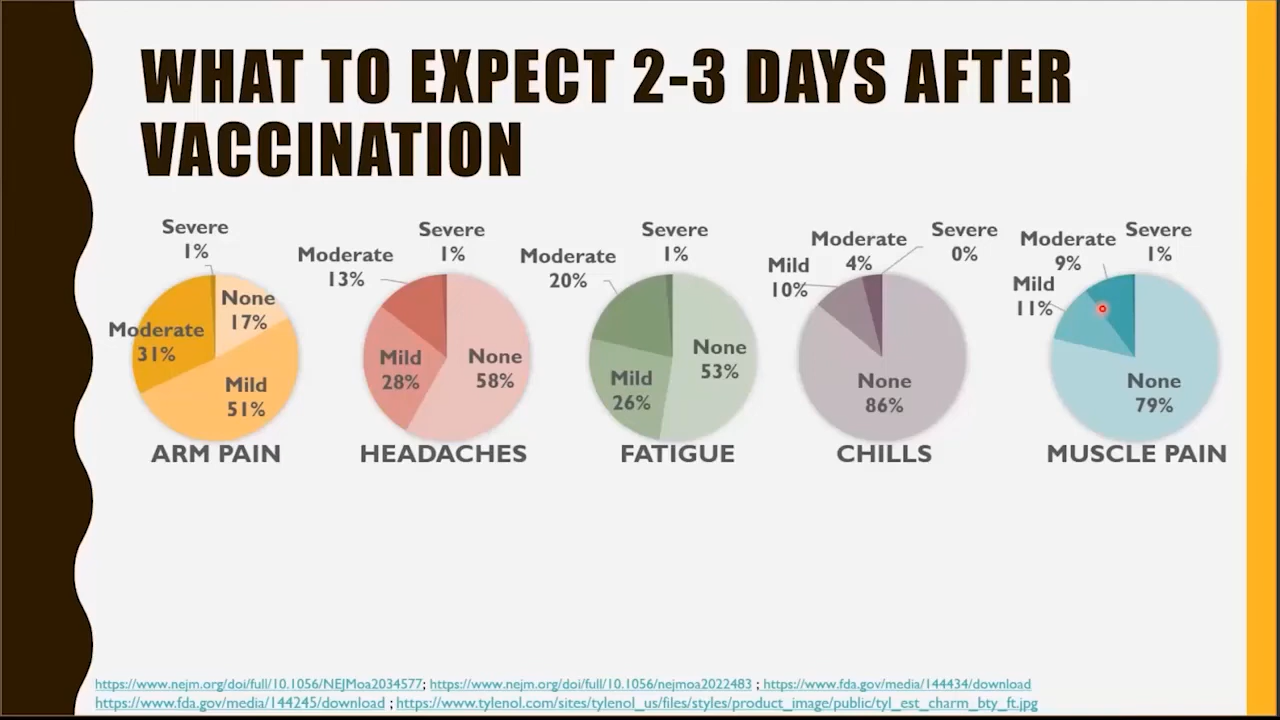 WHAT TO EXPECT 2-3 DAYS AFTER
VACCINATION
Severe
1%
None
17%
Moderate
31%
Mild
51%
ARM PAIN
Severe
1%
Moderate
13%
Mild
28%
None
58%
HEADACHES
Severe
1%
Moderate
20%
None
53%
Mild
26%
FATIGUE
Severe
0%
Moderate
4%
Mild
10%
None
86%
CHILLS
Severe
1%
Moderate
9%
Mild
11%
None
79%
MUSCLE PAIN
https://www.nejm.org/doi/full/10.1056/NEJMoa2034577; https://www.nejm.org/doi/full/10.1056/nejmoa2022483 ; https://www.fda.gov/media/144434/download
https://www.fda.gov/media/144245/download ; https://www.tylenol.com/sites/tylenol_us/files/styles/product_image/public/tyl_est_charm_bty_ft.jpg